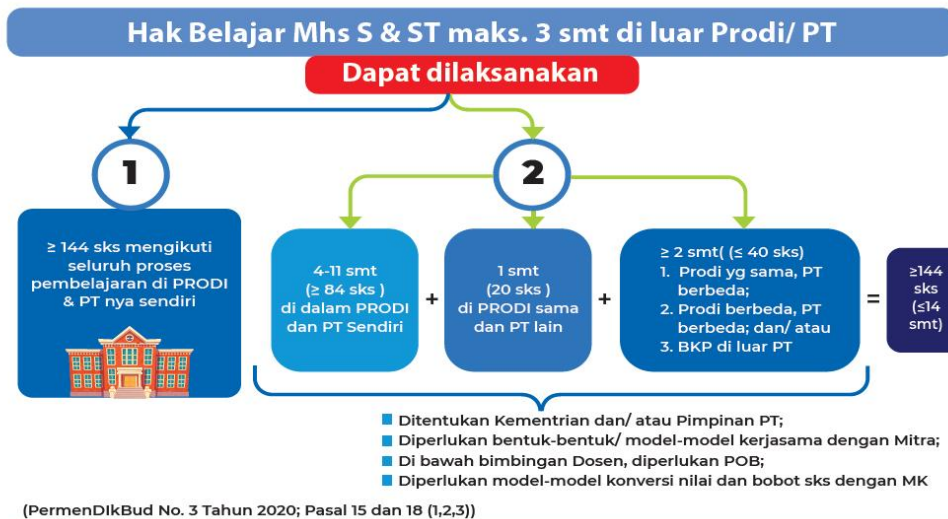 Hak Belajar Mhs S & ST maks. 3 smt di luar Prodi/ PT
Dapat dilaksanakan
1
2
≥ 144 sks mengikuti
seluruh proses
pembelajaran di PRODI
& PT nya sendiri
4-11 smt
(≥ 84 sks )
di dalam PRODI
dan PT Sendiri
+
1 smt
(20 sks )
di PRODI sama
dan PT lain
+
≥ 2 smt( (≤ 40 sks)
1. Prodi yg sama, PT
berbeda;
2. Prodi berbeda, PT
berbeda; dan/ atau
3. BKP di luar PT
=
≥144
sks
(≤14
smt)
Ditentukan Kementrian dan/ atau Pimpinan PT;
Diperlukan bentuk-bentuk/ model-model kerjasama dengan Mitra;
Di bawah bimbingan Dosen, diperlukan POB;
Diperlukan model-model konversi nilai dan bobot sks dengan MK
(PermenDIkBud No. 3 Tahun 2020; Pasal 15 dan 18 (1,2,3))